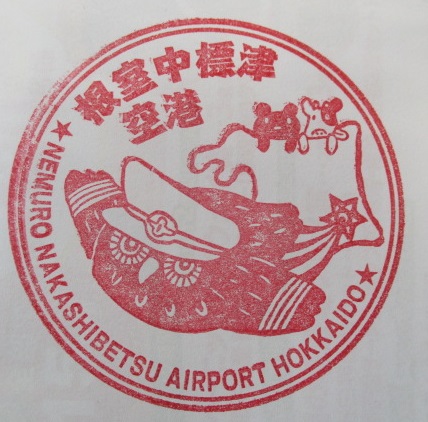 根室中標津
空港
★ NEMURO NAKASHIBETSU AIRPORT HOKKAIDO ★